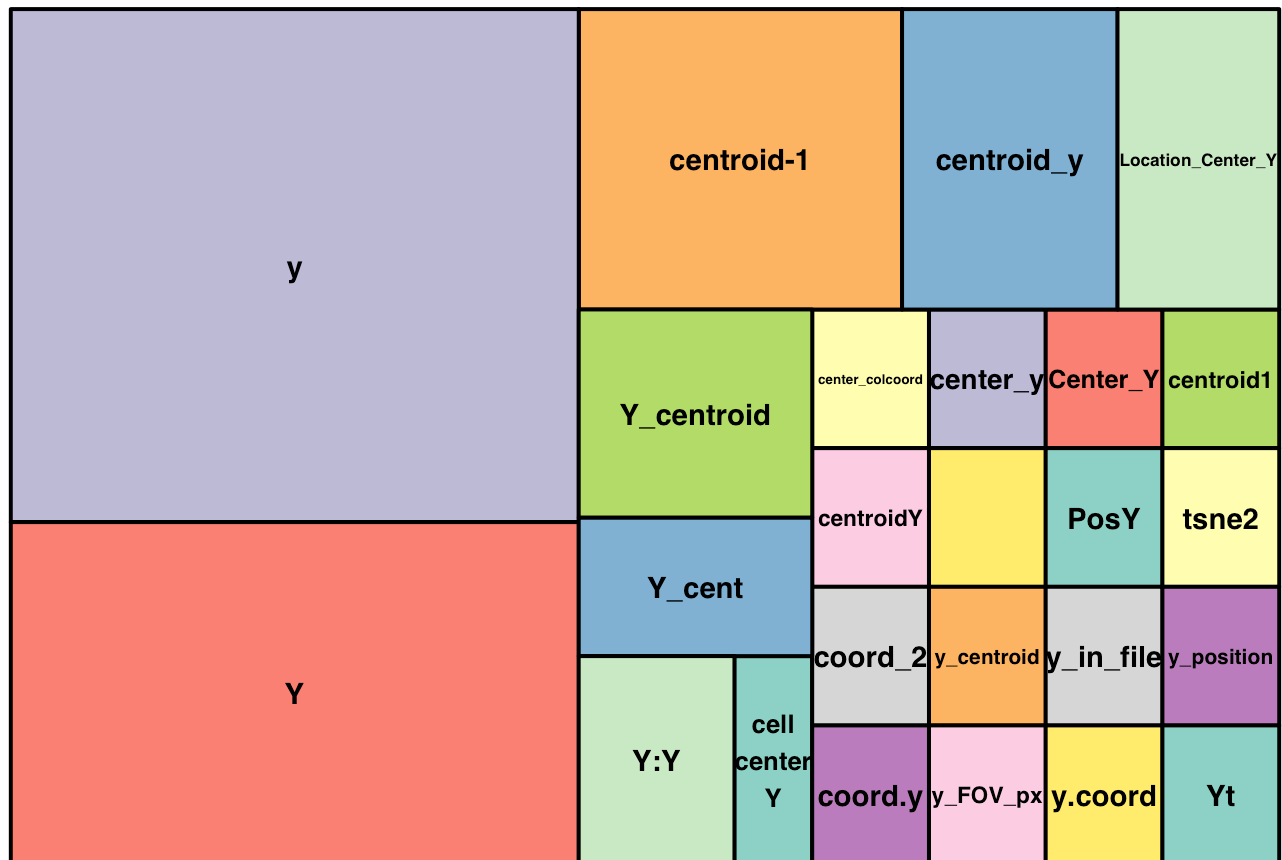 y
centroid-1
centroid_y
Location_Center_Y
Y_centroid
center_colcoord
center_y
Center_Y
centroid1
centroidY
PosY
tsne2
Y_cent
coord_2
y_centroid
y_in_file
y_position
Y
Y:Y
cell
center
Y
coord.y
y_FOV_px
y.coord
Yt